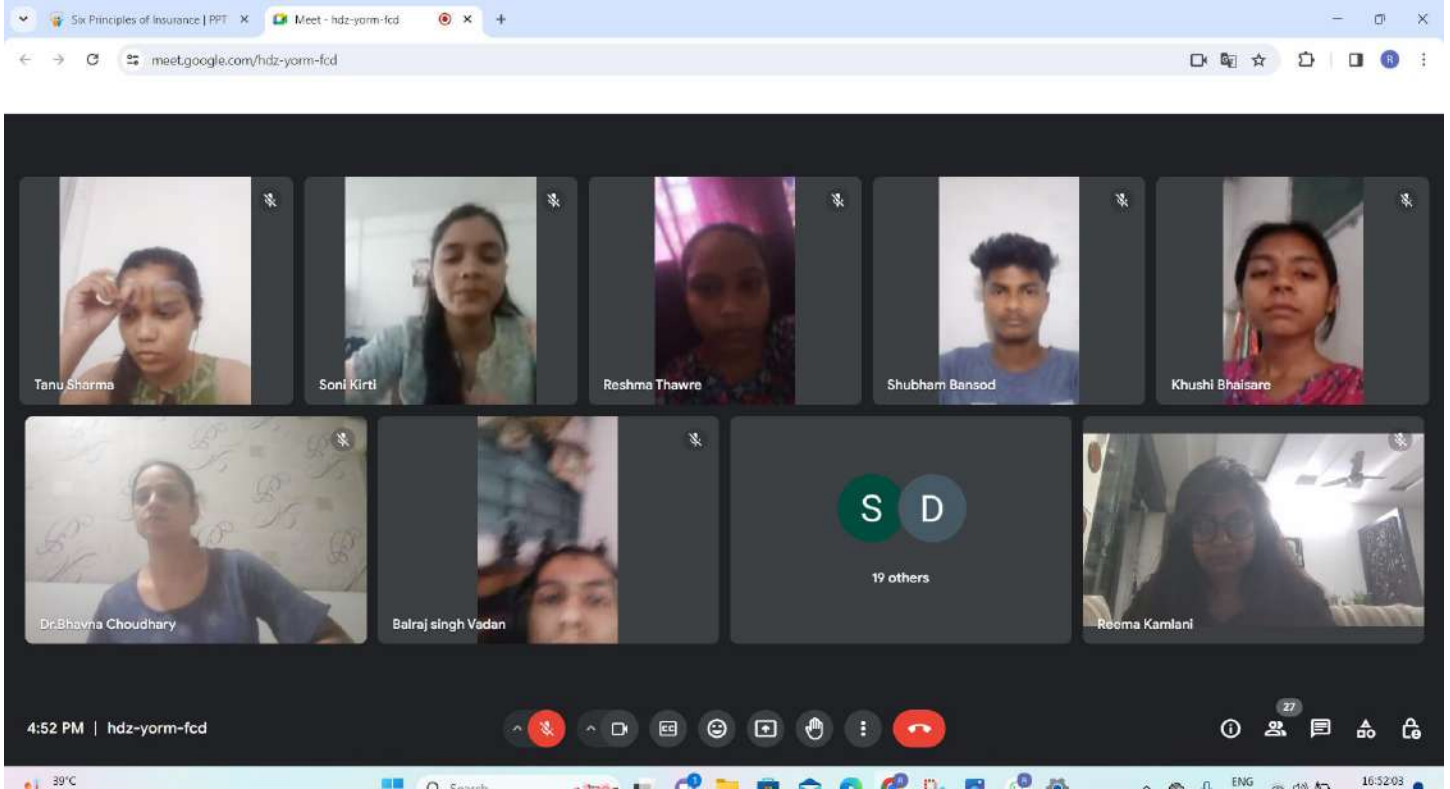 Six Principles of Insurance | PPT
Meet - hdz-yorm-fcd
meet.google.com/hdz-yorm-fcd
R
Tanu Sharma
Soni Kirti
Reshma Thawre
Shubham Bansod
Khushi Bhaisare
Dr.Bhavna Choudhary
Balraj singh Vadan
S D
19 others
Reema Kamlani
4:52 PM | hdz-yorm-fcd
CC
27
39°C
Search
ENG
16:52:03